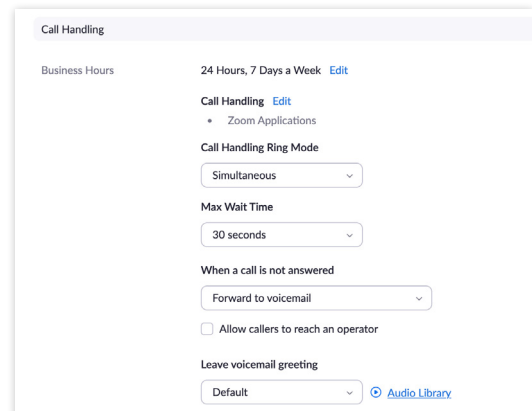 Call Handling
Business Hours
24 Hours, 7 Days a Week Edit
Call Handling Edit
• Zoom Applications
Call Handling Ring Mode
Simultaneous
Max Wait Time
30 seconds
When a call is not answered
Forward to voicemail
Allow callers to reach an operator
Leave voicemail greeting
Default
Audio Library